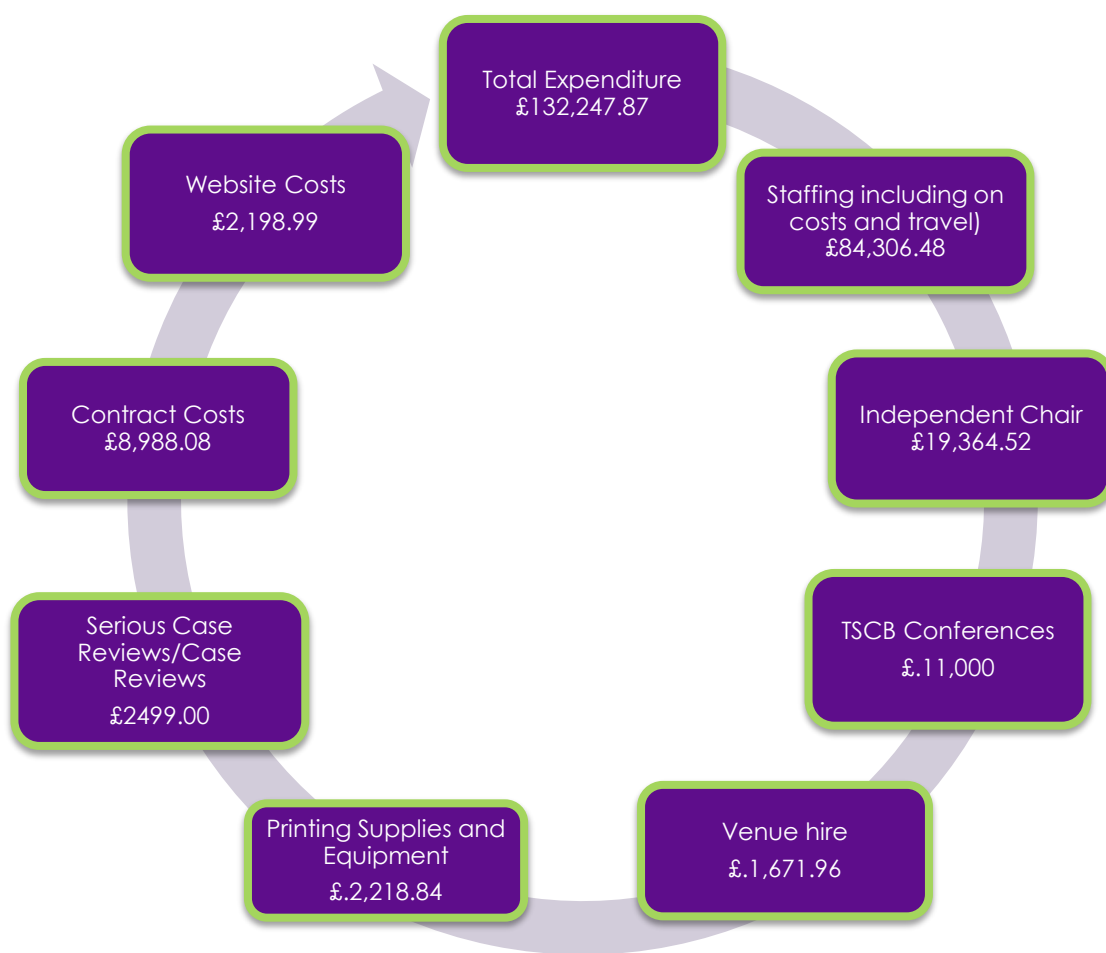 Total Expenditure
£132,247.87
Staffing including on
costs and travel)
£84,306.48
Independent Chair
£19,364.52
TSCB Conferences
£.11,000
Venue hire
£.1,671.96
Printing Supplies and
Equipment
£.2,218.84
Serious Case
Reviews/Case
Reviews
£2499.00
Contract Costs
£8,988.08
Website Costs
£2,198.99